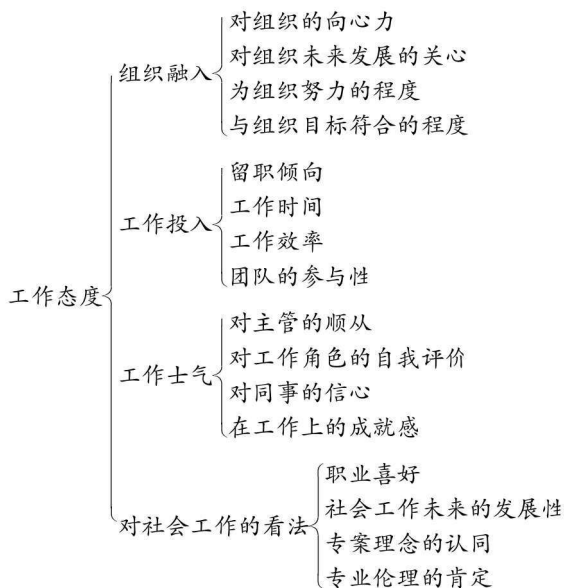 对组织的向心力
对组织未来发展的关心
组织融入
为组织努力的程度
与组织目标符合的程度
留职倾向
工作时间
工作投入
工作效率
团队的参与性
工作态度
对主管的顺从
对工作角色的自我评价
工作士气
对同事的信心
在工作上的成就感
职业喜好
社会工作未来的发展性
对社会工作的看法
专案理念的认同
专业伦理的肯定